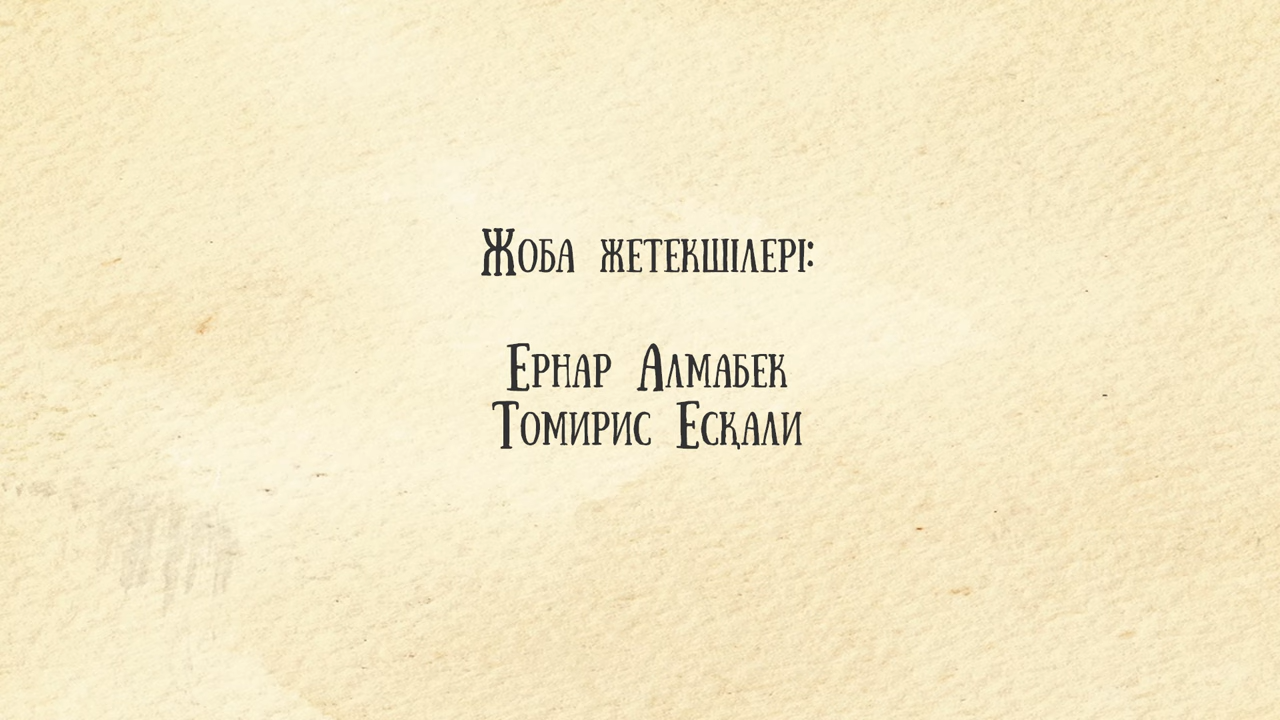 Жоба жетекшілері:
Ернар Алмабек
Томирис Есқали